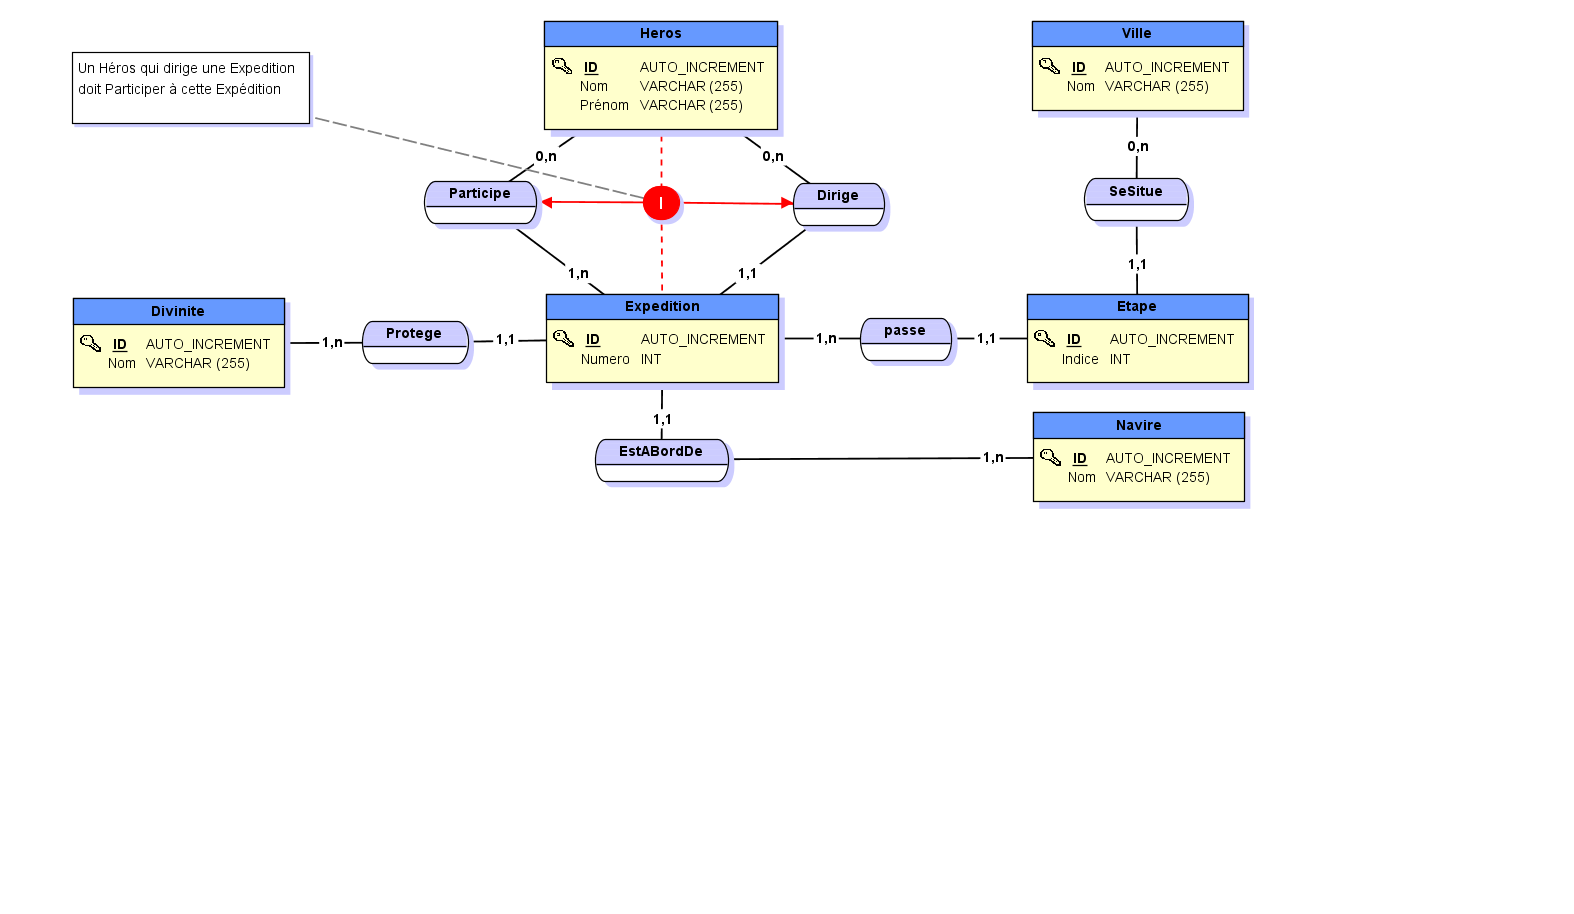 Heros
ID AUTO_INCREMENT
Nom VARCHAR (255)
Prénom VARCHAR (255)
Ville
ID AUTO_INCREMENT
Nom VARCHAR (255)
Un Héros qui dirige une Expedition
doit Participer à cette Expédition
0,n
0,n
0,n
Participe
I
Dirige
SeSitue
1,n
1,1
1,1
Divinite
ID AUTO_INCREMENT
Nom VARCHAR (255)
1,n
Protege
1,1
Expedition
ID AUTO_INCREMENT
Numero INT
1,n
passe
1,1
Etape
ID AUTO_INCREMENT
Indice INT
1,1
EstABordDe
1,n
Navire
ID AUTO_INCREMENT
Nom VARCHAR (255)